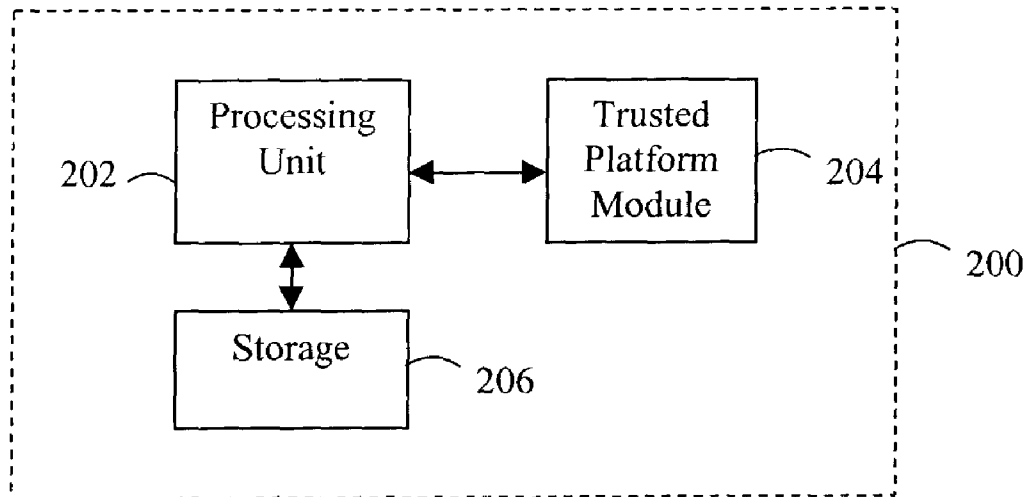 Processing
Unit
202
Trusted
Platform
Module
204
200
Storage
206